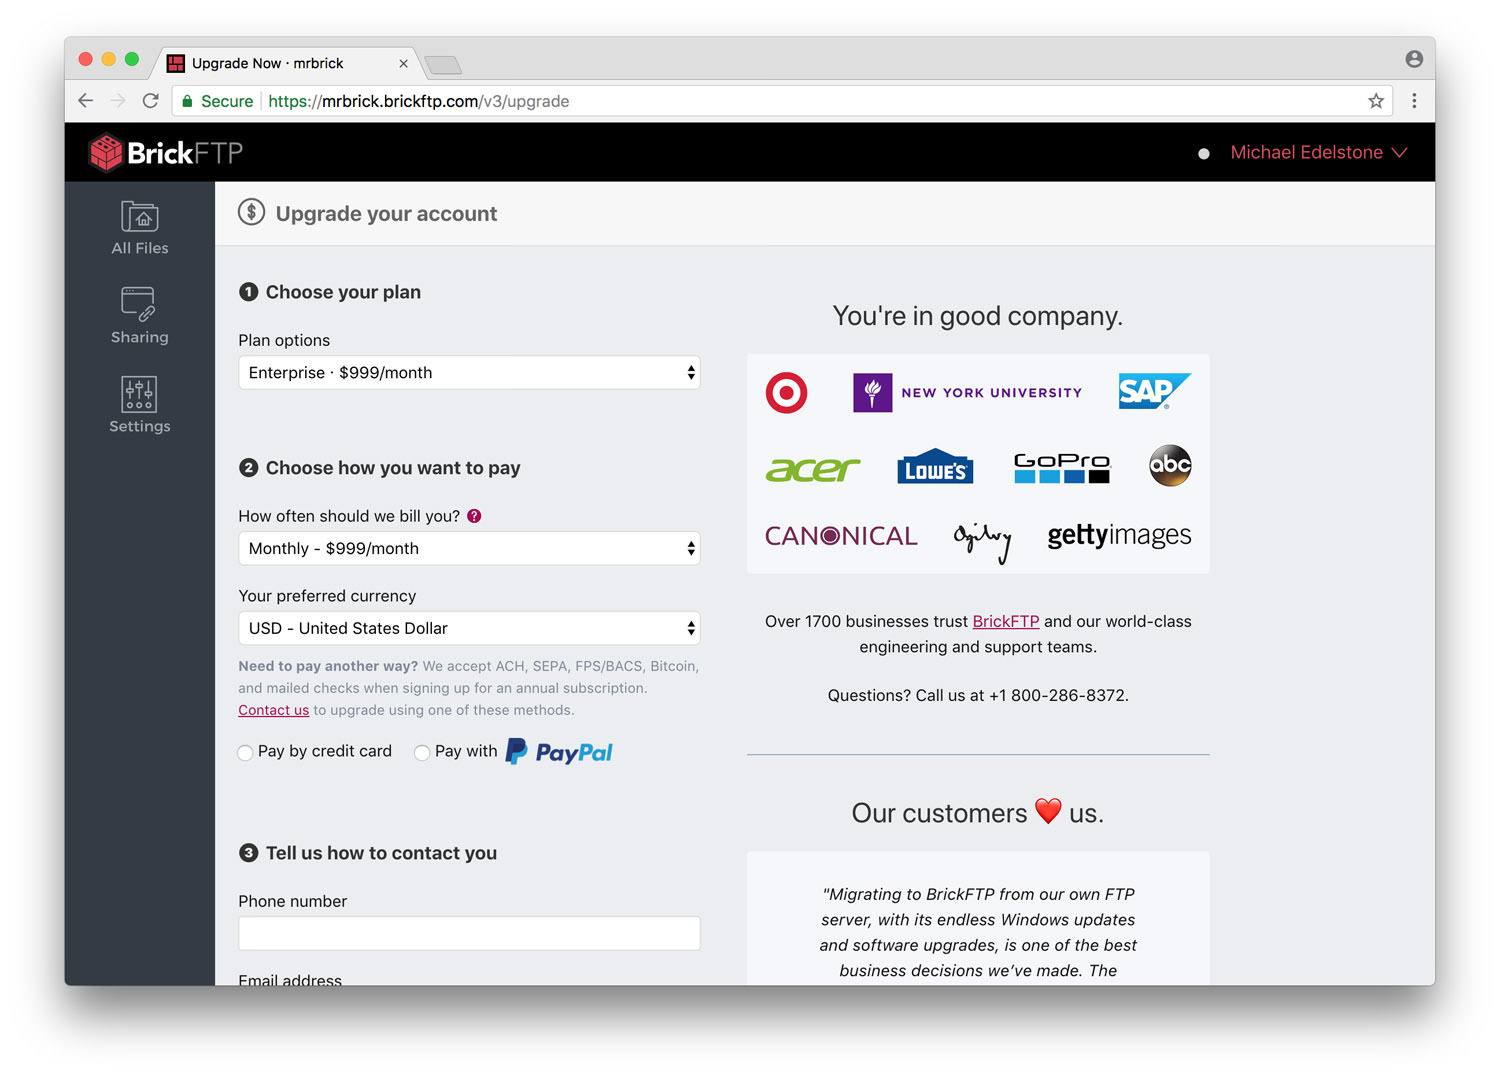 Upgrade Now · mrbrick
Secure https://mrbrick.brickftp.com/v3/upgrade
BrickFTP
Michael Edelstone
All Files
Sharing
Settings
Upgrade your account
1 Choose your plan
Plan options
Enterprise · $999/month
2 Choose how you want to pay
How often should we bill you? ?
Monthly - $999/month
Your preferred currency
USD - United States Dollar
Need to pay another way? We accept ACH, SEPA, FPS/BACS, Bitcoin,
and mailed checks when signing up for an annual subscription.
Contact us to upgrade using one of these methods.
Pay by credit card Pay with PayPal
3 Tell us how to contact you
Phone number
Email address
You're in good company.
NEW YORK UNIVERSITY SAP
acer LOWE'S GoPro abc
CANONICAL Ogilvy gettyimages
Over 1700 businesses trust BrickFTP and our world-class
engineering and support teams.
Questions? Call us at +1 800-286-8372.
Our customers ❤️ us.
"Migrating to BrickFTP from our own FTP
server, with its endless Windows updates
and software upgrades, is one of the best
business decisions we’ve made. The